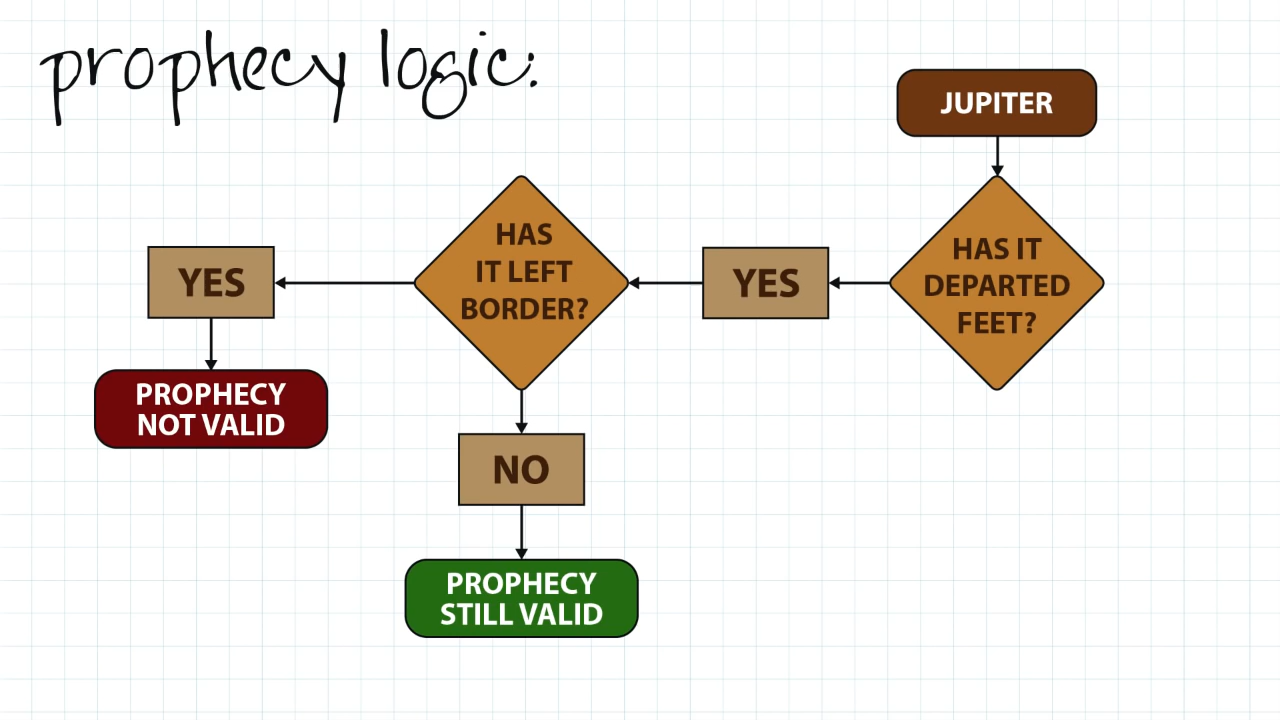 prophecy logic:
JUPITER
HAS IT
DEPARTED
FEET?
YES
HAS
IT LEFT
BORDER?
YES
PROPHECY
NOT VALID
NO
PROPHECY
STILL VALID